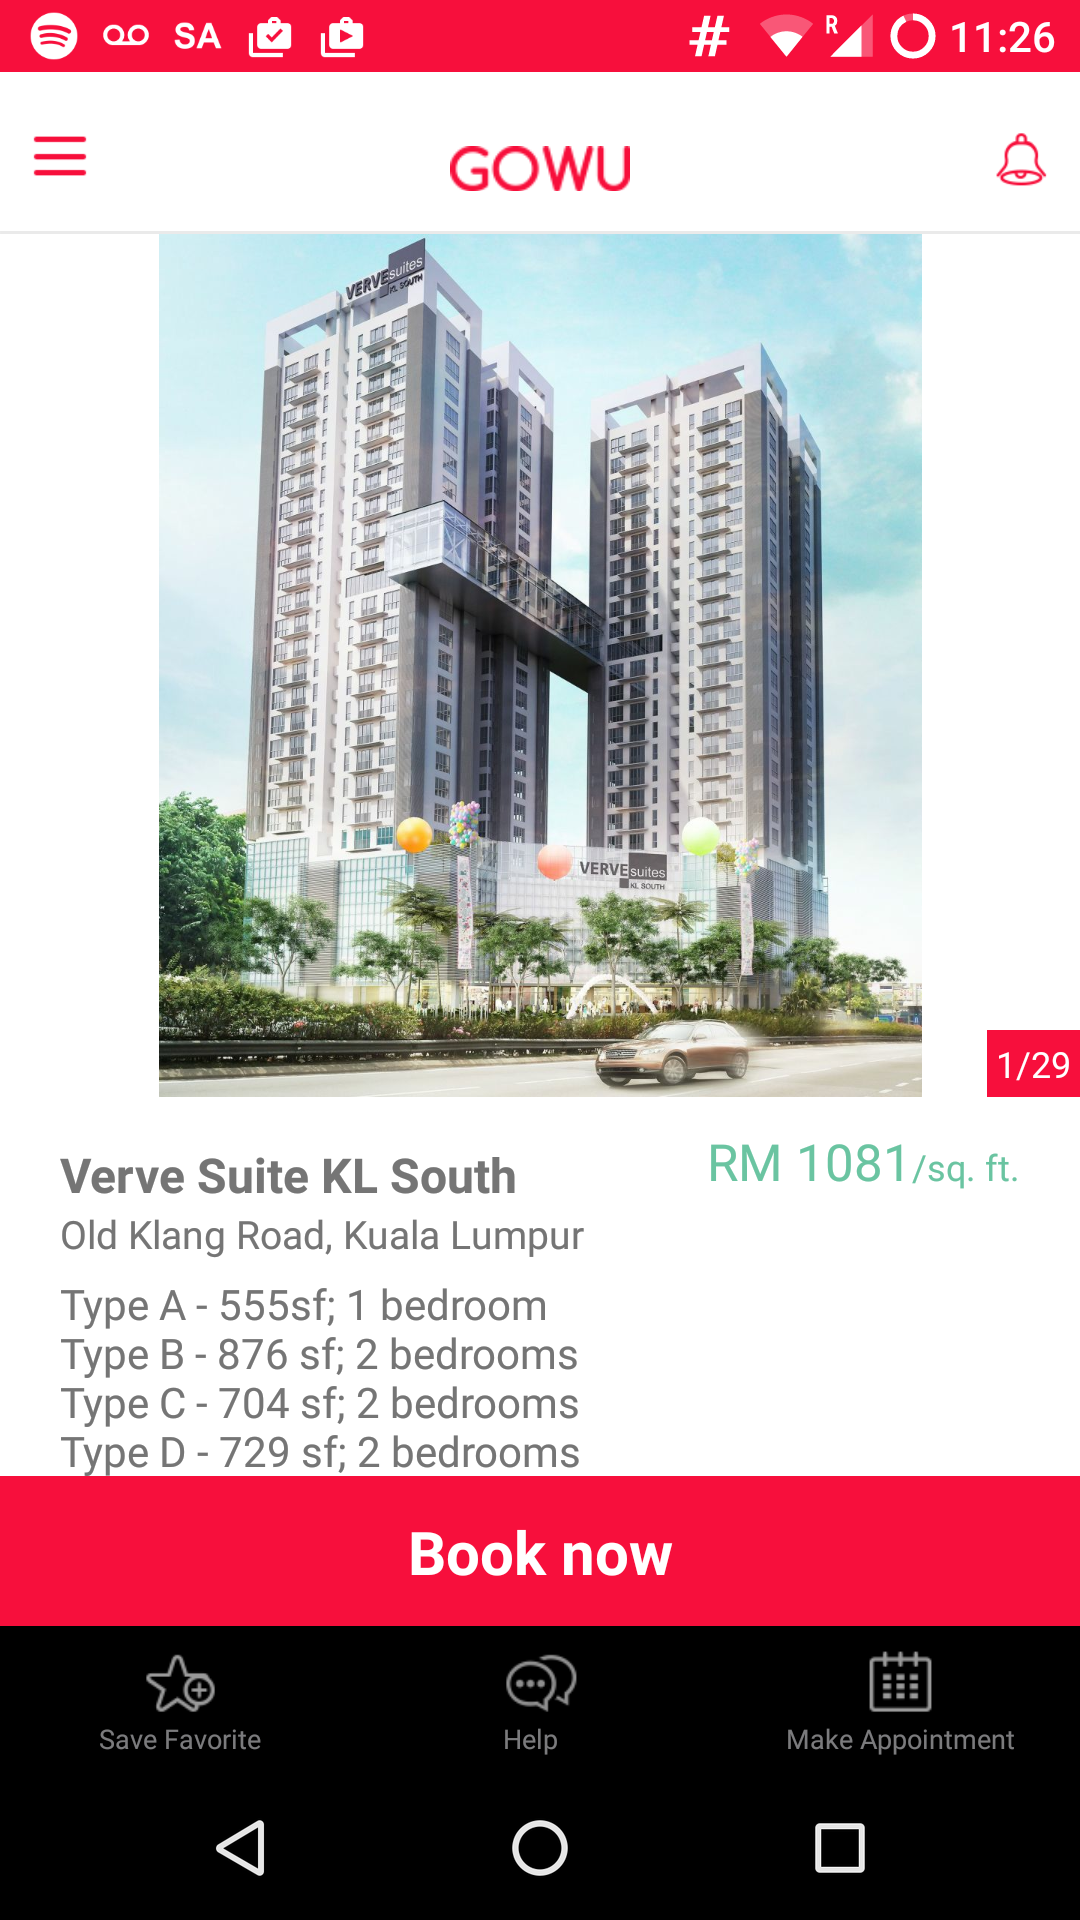 SA
R
11:26
GOWU
VERVEsuites
KL SOUTH
VERVEsuites
KL SOUTH
1/29
Verve Suite KL South
RM 1081/sq. ft.
Old Klang Road, Kuala Lumpur
Type A - 555sf; 1 bedroom
Type B - 876 sf; 2 bedrooms
Type C - 704 sf; 2 bedrooms
Type D - 729 sf; 2 bedrooms
Book now
Save Favorite
Help
Make Appointment